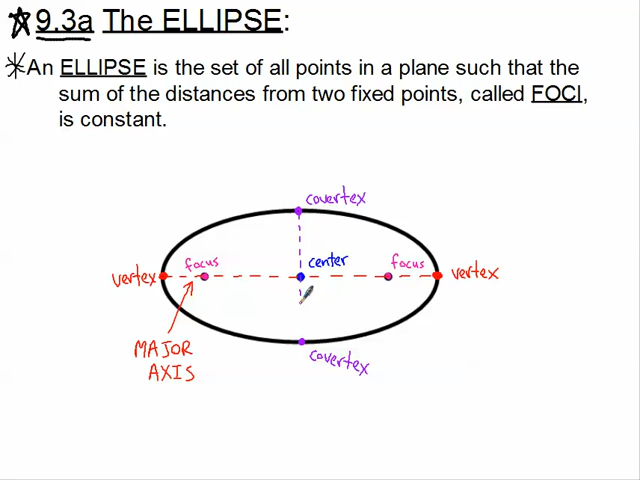 9.3a The ELLIPSE:
An ELLIPSE is the set of all points in a plane such that the
sum of the distances from two fixed points, called FOCI,
is constant.
covertex
focus
center
focus
vertex
vertex
MAJOR
AXIS
covertex